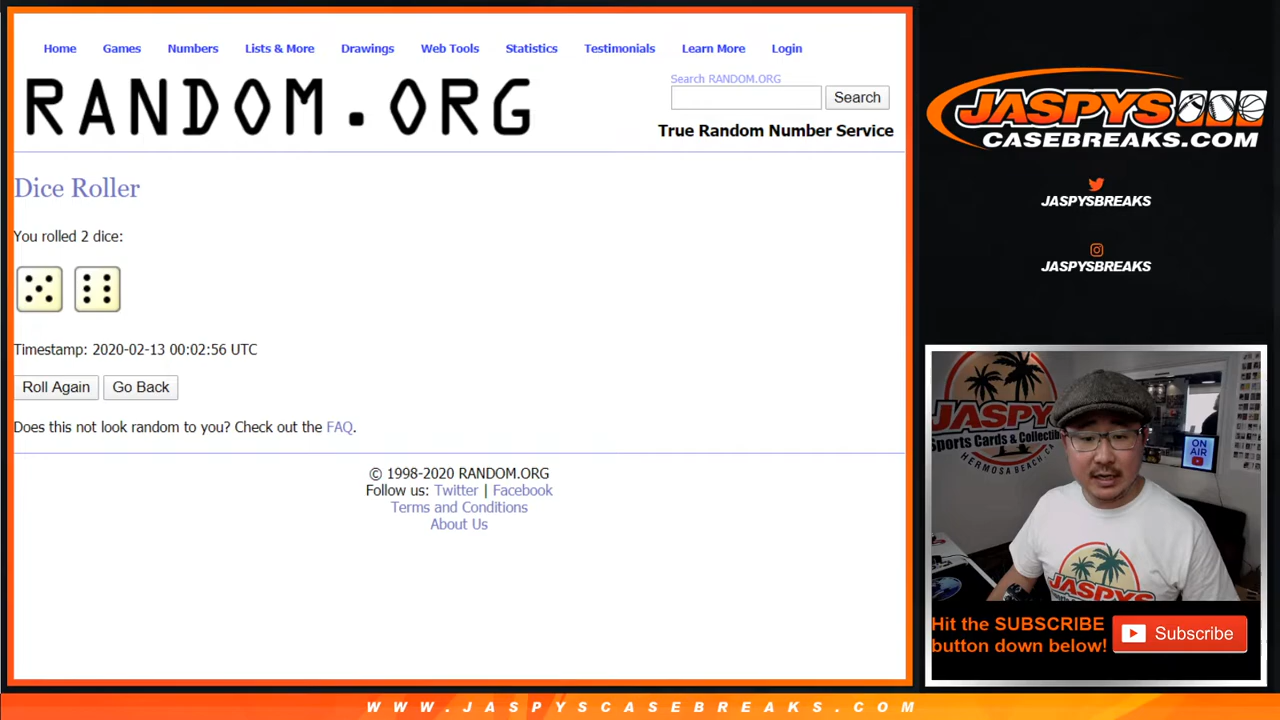 Home Games Numbers Lists & More Drawings Web Tools Statistics Testimonials Learn More Login
RANDOM.ORG
Search RANDOM.ORG
Search
True Random Number Service
Dice Roller
You rolled 2 dice:
Timestamp: 2020-02-13 00:02:56 UTC
Roll Again Go Back
Does this not look random to you? Check out the FAQ.
© 1998-2020 RANDOM.ORG
Follow us: Twitter | Facebook
Terms and Conditions
About Us
JASPYS
CASEBREAKS.COM
JASPYSBREAKS
JASPYSBREAKS
JASPY
Sports Cards & Collectib
HERMOSA BEACH, CA
ON
AIR
JASPYS
Hit the SUBSCRIBE
button down below!
Subscribe
WWW.JASPYSCASEBREAKS.COM